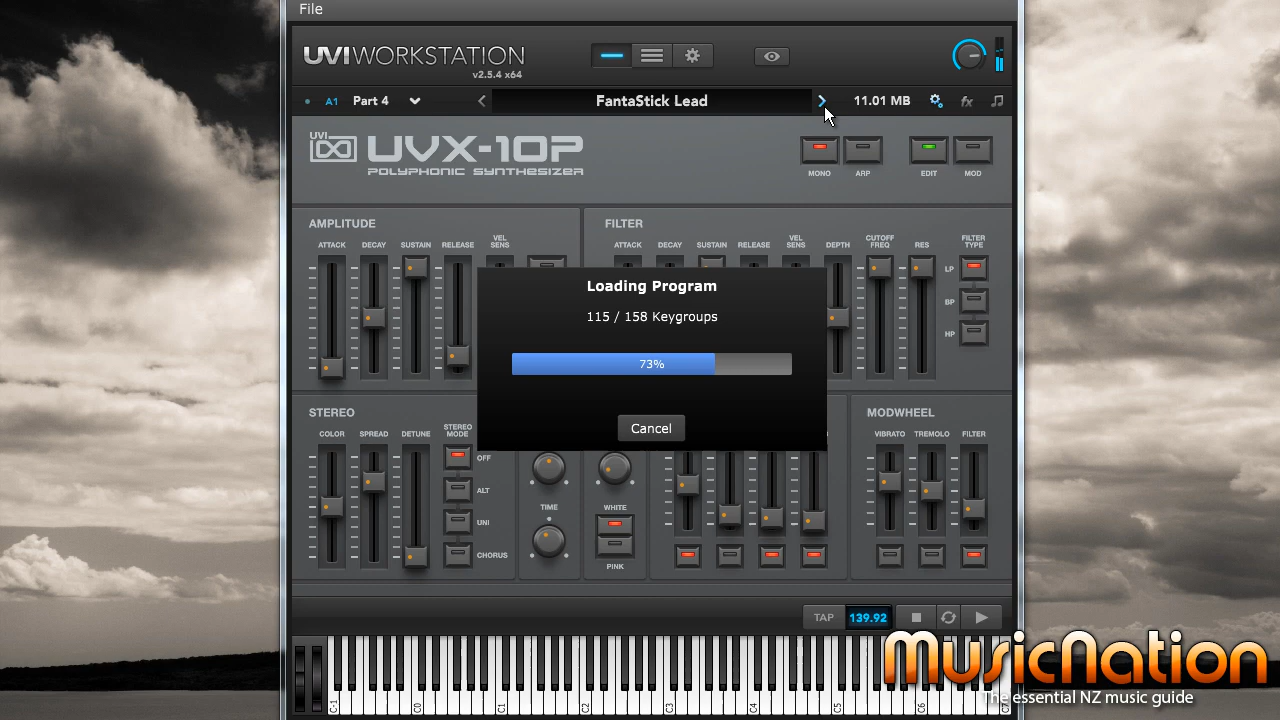 File
UVIWORKSTATION
v2.5.4 x64
A1 Part 4
FantaStick Lead
11.01 MB
fx
UVI
UVX-10P
POLYPHONIC SYNTHESIZER
MONO ARP EDIT MOD
AMPLITUDE
ATTACK DECAY SUSTAIN RELEASE VEL SENS
FILTER
ATTACK DECAY SUSTAIN RELEASE VEL SENS DEPTH CUTOFF FREQ RES FILTER TYPE
LP
BP
HP
Loading Program
115 / 158 Keygroups
73%
Cancel
STEREO
COLOR SPREAD DETUNE STEREO MODE
OFF
ALT
UNI
CHORUS
TIME
WHITE
PINK
MODWHEEL
VIBRATO TREMOLO FILTER
TAP 139.92
C-1 C0 C1 C2 C3 C4 C5 C6
MusicNation
The essential NZ music guide